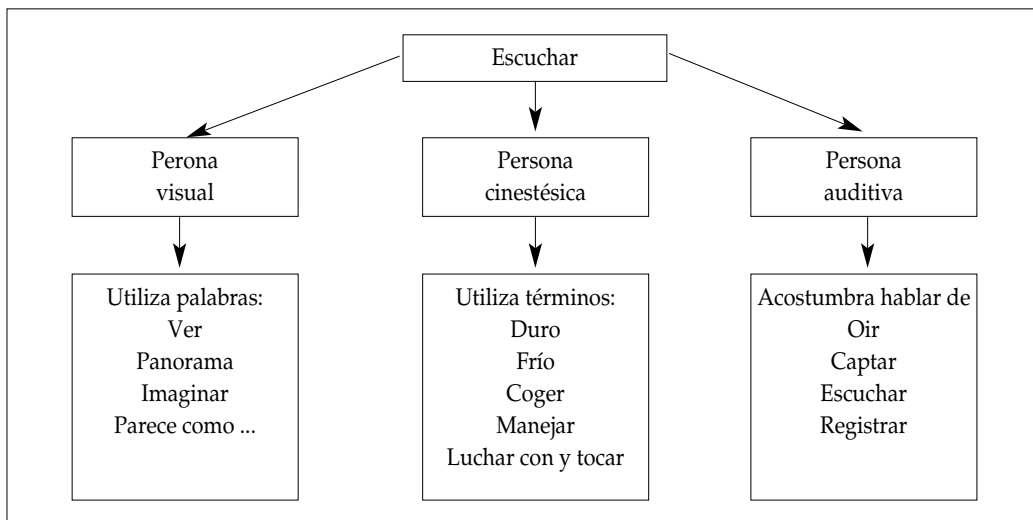 Escuchar
Perona
visual
Persona
cinestésica
Persona
auditiva
Utiliza palabras:
Ver
Panorama
Imaginar
Parece como ...
Utiliza términos:
Duro
Frío
Coger
Manejar
Luchar con y tocar
Acostumbra hablar de
Oir
Captar
Escuchar
Registrar